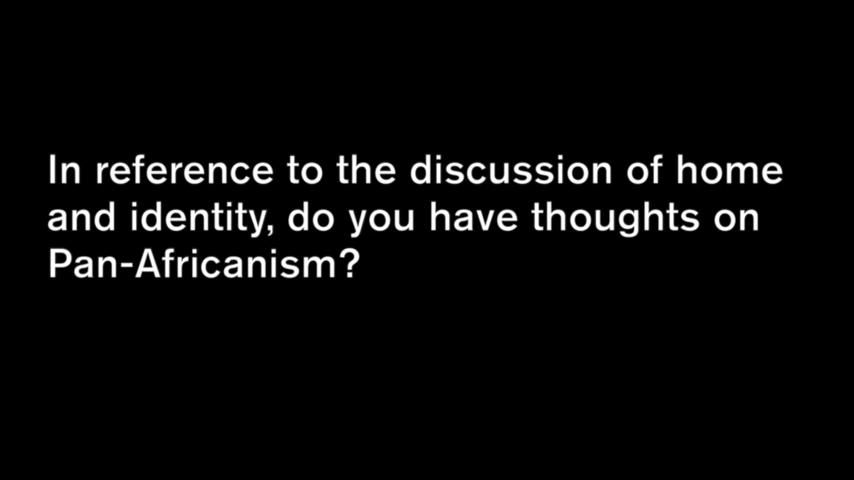 In reference to the discussion of home
and identity, do you have thoughts on
Pan-Africanism?